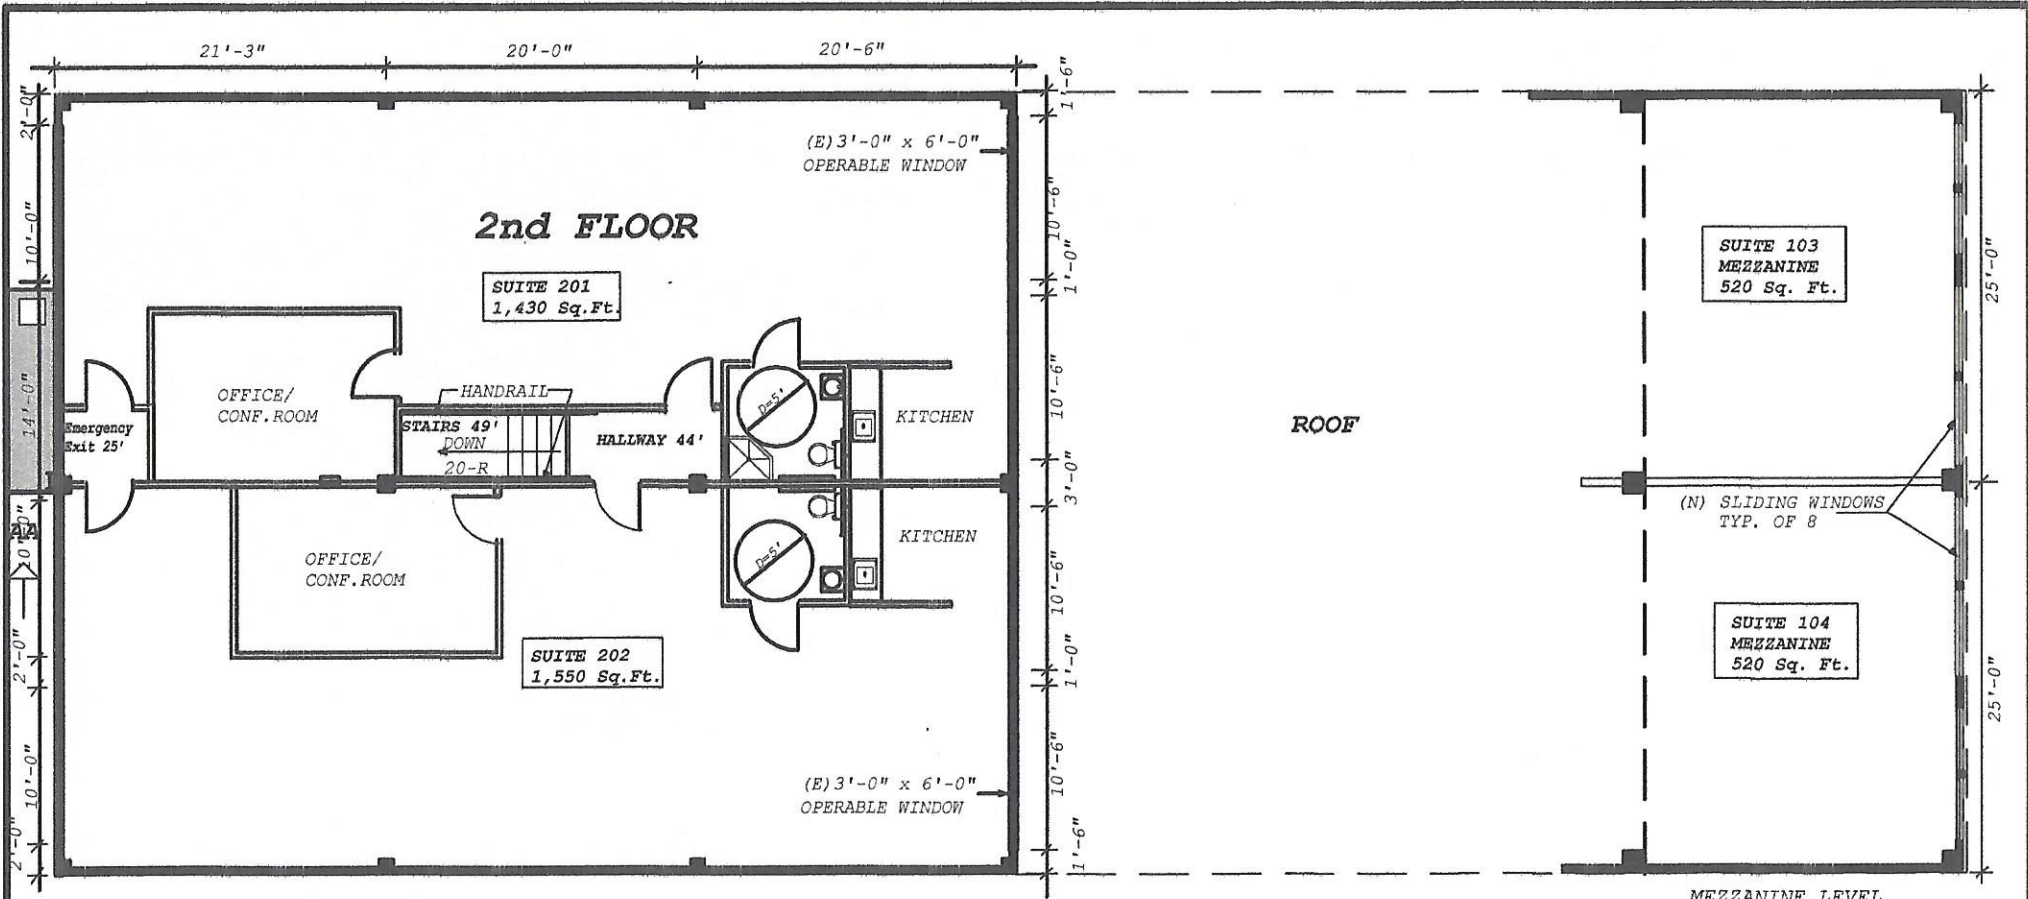 21'-3"
20'-0"
20'-6"
2'-0"
10'-0"
14'-0"
2'-0"
10'-0"
2'-0"
1'-6"
10'-6"
1'-0"
10'-6"
3'-0"
10'-6"
1'-0"
10'-6"
1'-6"
(E)3'-0" x 6'-0"
OPERABLE WINDOW
2nd FLOOR
SUITE 201
1,430 Sq.Ft.
OFFICE/
CONF.ROOM
HANDRAIL
Emergency
Exit 25'
STAIRS 49'
DOWN
20-R
HALLWAY 44'
D=5'
KITCHEN
D=5'
KITCHEN
OFFICE/
CONF.ROOM
SUITE 202
1,550 Sq.Ft.
(E)3'-0" x 6'-0"
OPERABLE WINDOW
ROOF
SUITE 103
MEZZANINE
520 Sq. Ft.
25'-0"
(N) SLIDING WINDOWS
TYP. OF 8
SUITE 104
MEZZANINE
520 Sq. Ft.
25'-0"
MEZZANINE LEVEL